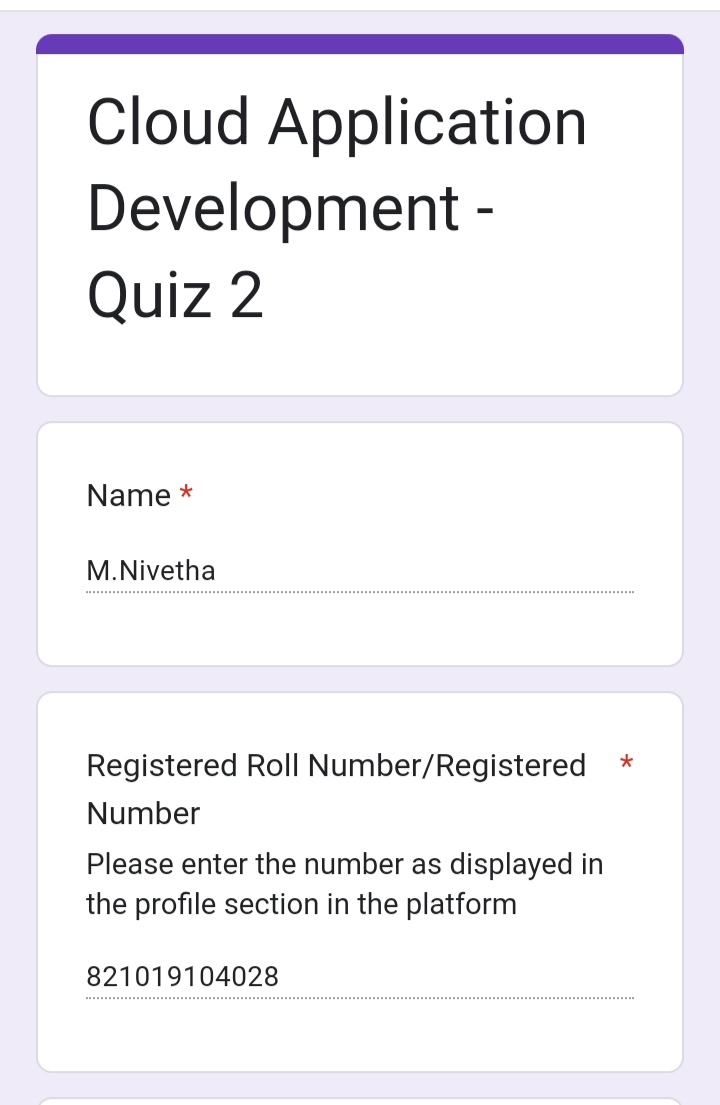 Cloud Application
Development -
Quiz 2
Name *
M.Nivetha
Registered Roll Number/Registered *
Number
Please enter the number as displayed in
the profile section in the platform
821019104028